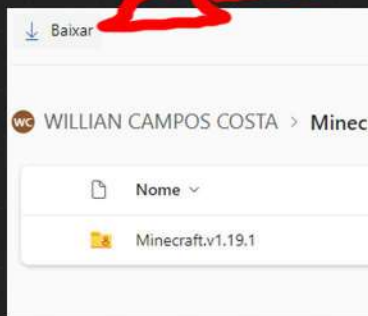 Baixar
WC WILLIAN CAMPOS COSTA > Minec
Nome
Minecraft.v1.19.1